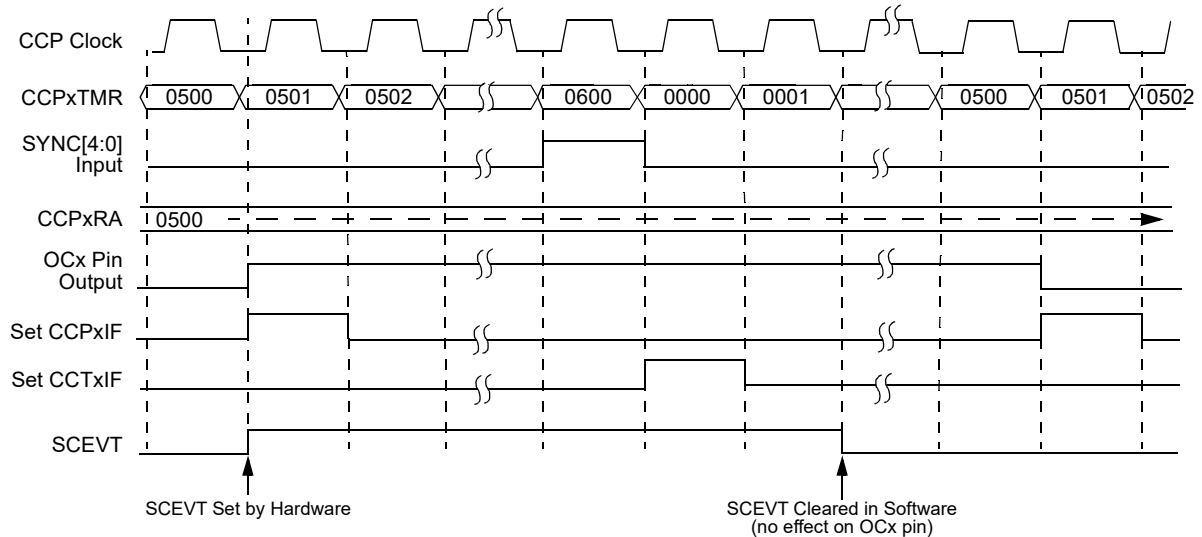 CCP Clock
CCPxTMR 0500 0501 0502 0600 0000 0001 0500 0501 0502
SYNC[4:0]
Input
CCPxRA 0500
OCx Pin
Output
Set CCPxIF
Set CCTxIF
SCEVT
SCEVT Set by Hardware
SCEVT Cleared in Software
(no effect on OCx pin)